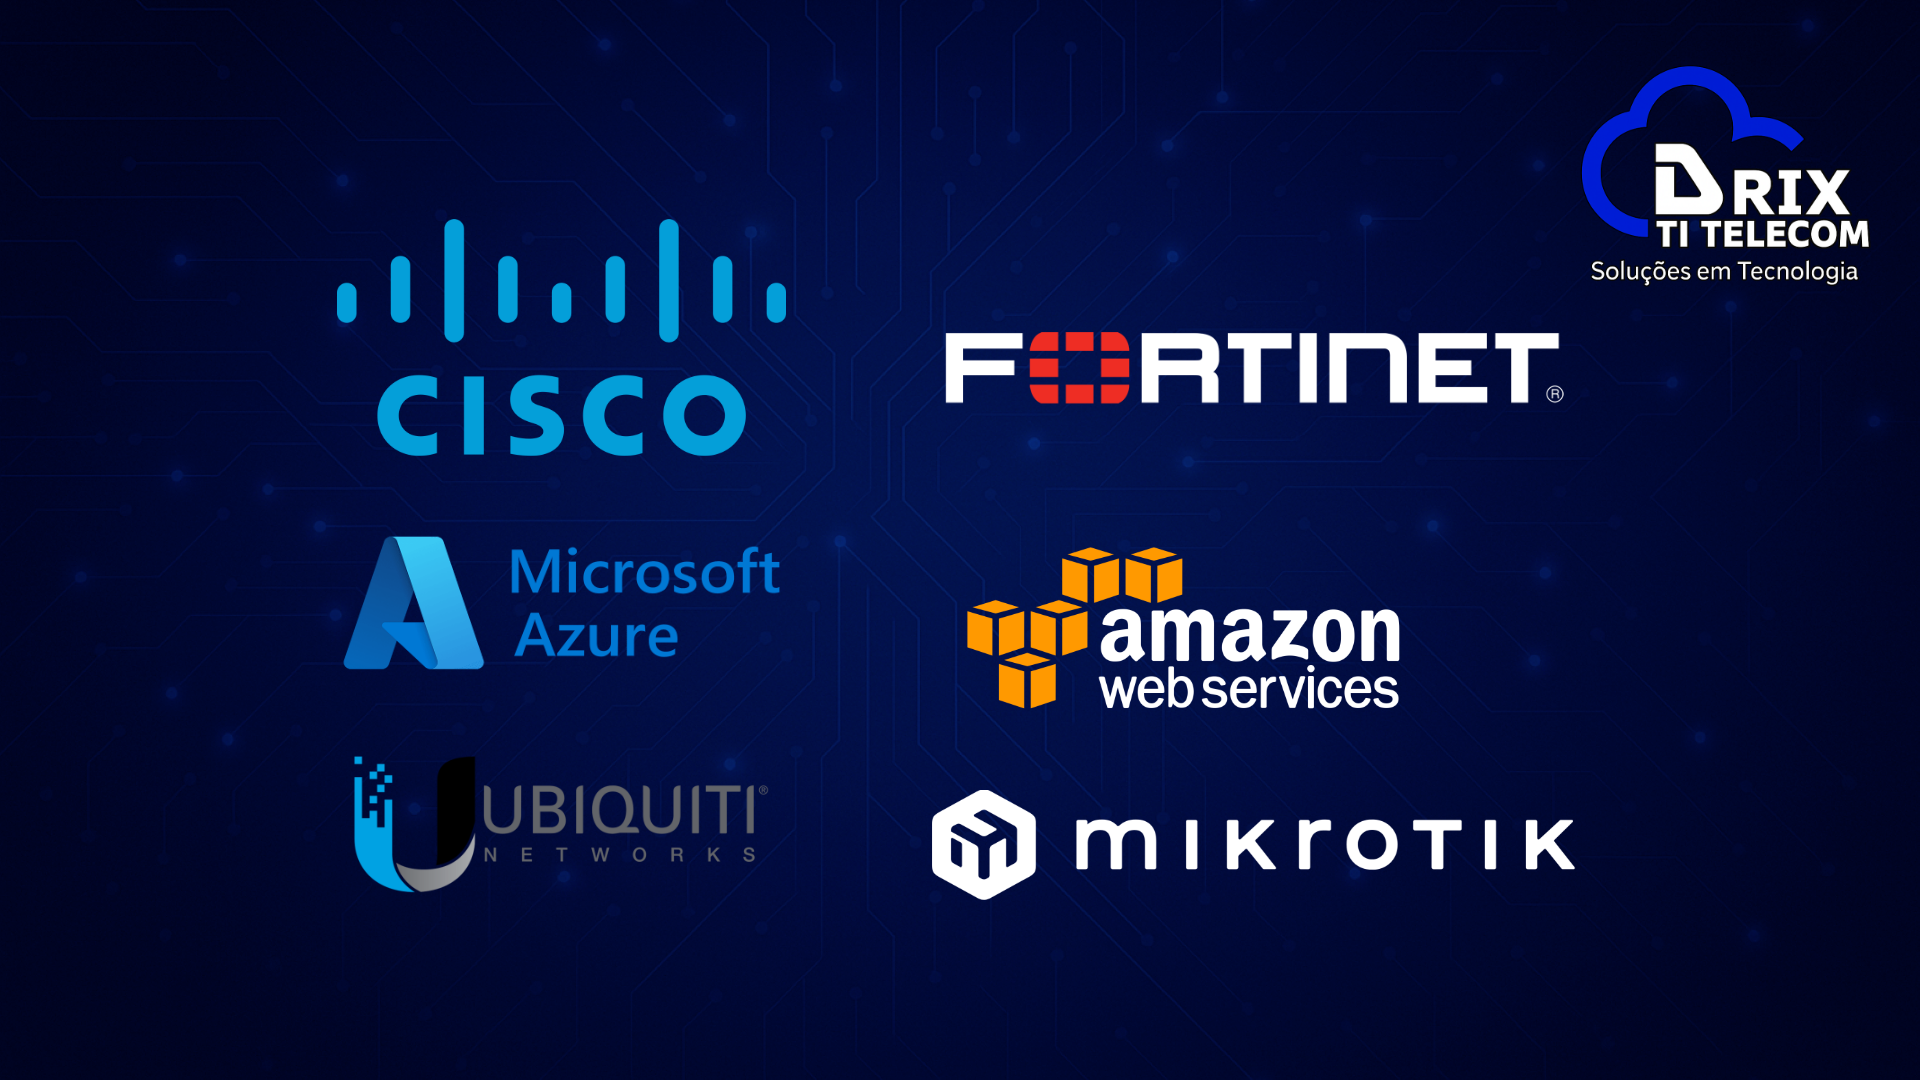 DRIX
TI TELECOM
Soluções em Tecnologia
CISCO
FORTINET®
Microsoft
Azure
amazon
web services
UBIQUITI®
NETWORKS
mikrotik